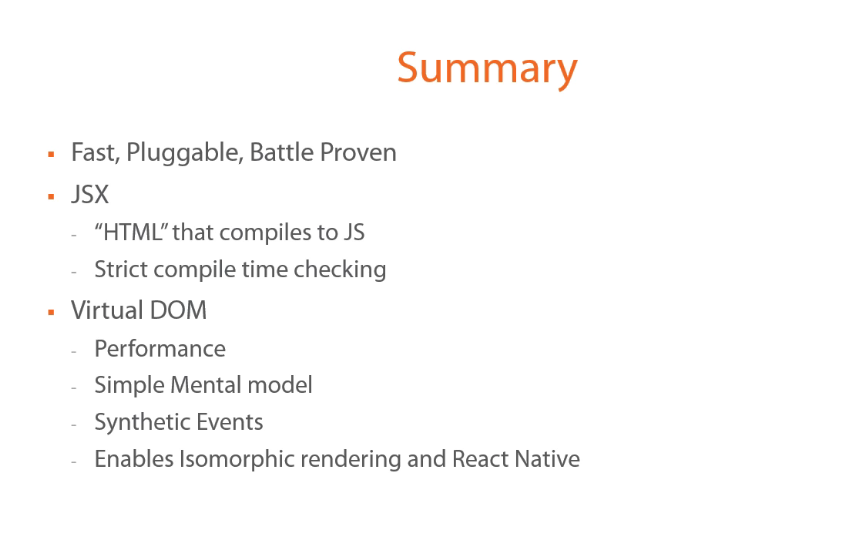 Summary
▪ Fast, Pluggable, Battle Proven
▪ JSX
- “HTML” that compiles to JS
- Strict compile time checking
▪ Virtual DOM
- Performance
- Simple Mental model
- Synthetic Events
- Enables Isomorphic rendering and React Native